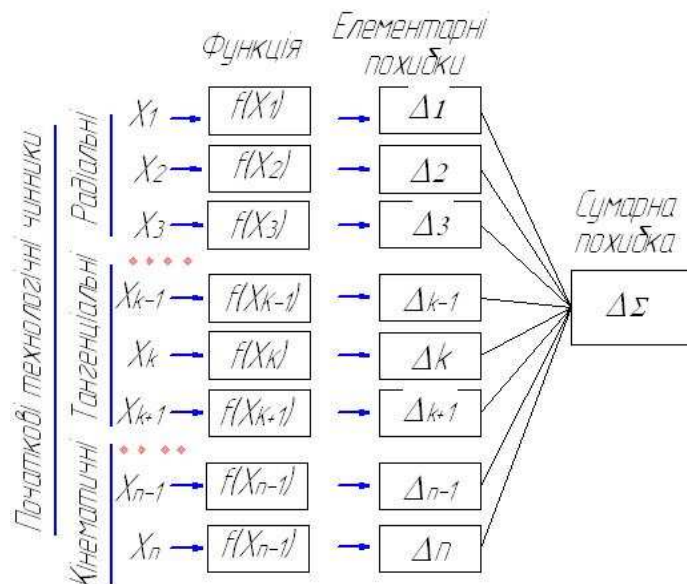 Функція
Елементарні
похибки
Початкові технологічні чинники
Радіальні
X1 f(X1) Δ1
X2 f(X2) Δ2
X3 f(X3) Δ3
Тангенціальні
Xk-1 f(Xk-1) Δk-1
Xk f(Xk) Δk
Xk+1 f(Xk+1) Δk+1
Кінематичні
Xn-1 f(Xn-1) Δn-1
Xn f(Xn-1) Δn
Сумарна
похибка
ΔΣ